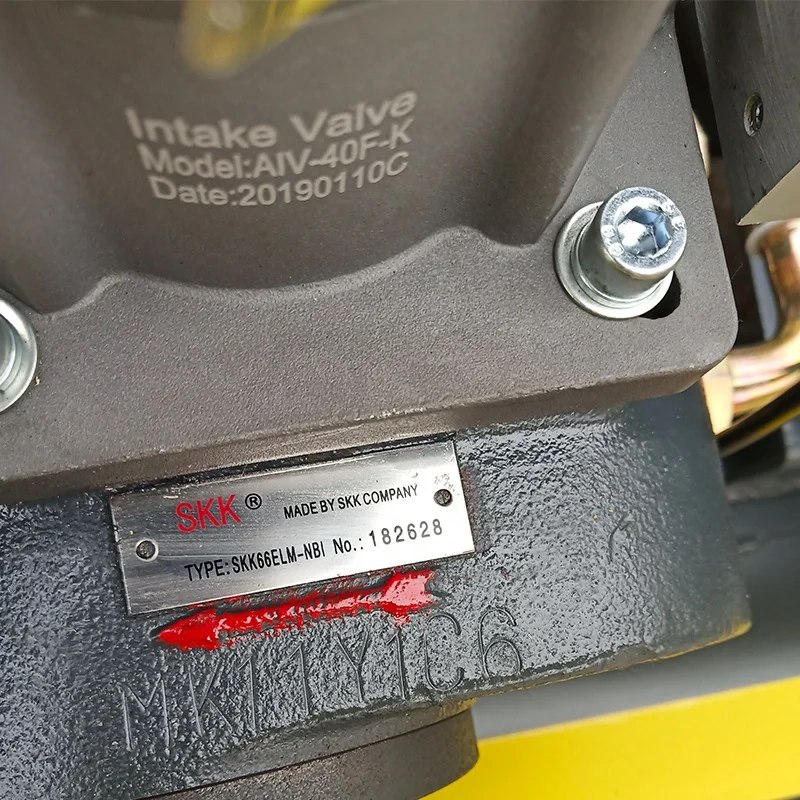 Intake Valve
Model:AIV-40F-K
Date:20190110C
SKK® MADE BY SKK COMPANY
TYPE:SKK66ELM-NBI No.:182628
MK11Y1C6